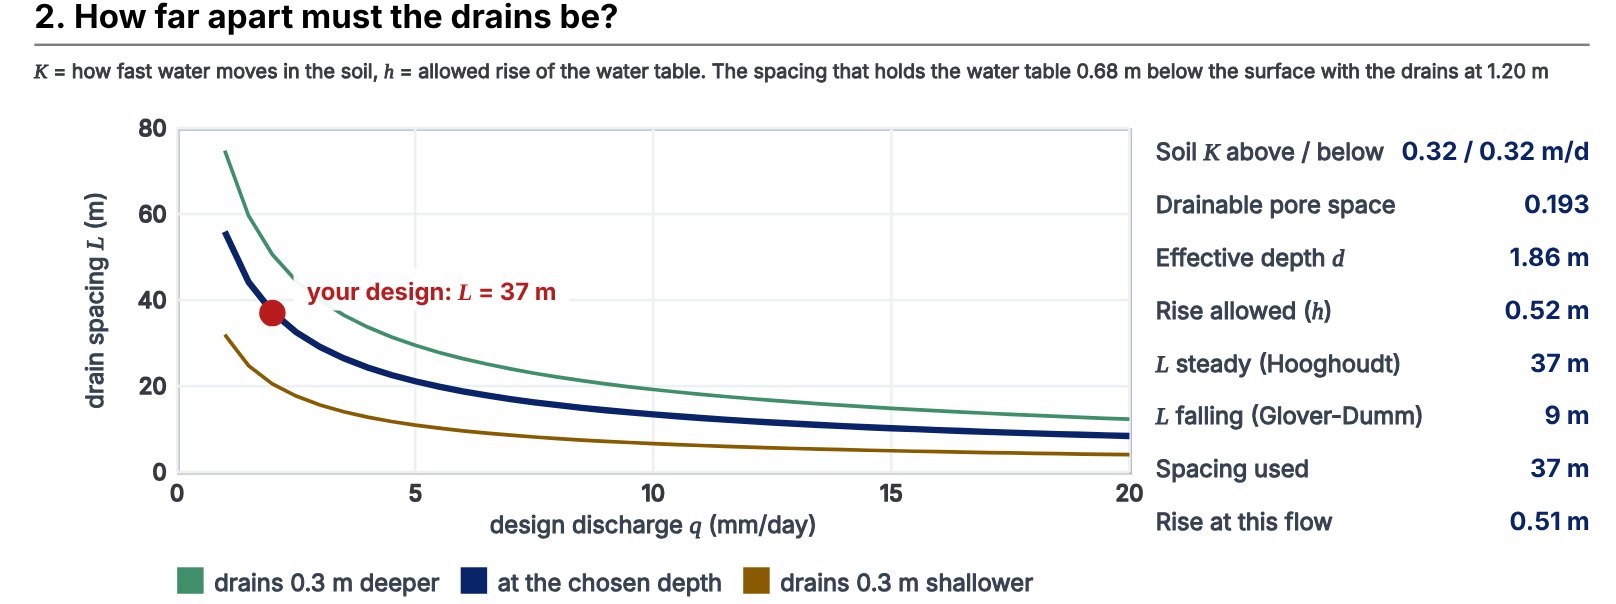 2. How far apart must the drains be?
K = how fast water moves in the soil, h = allowed rise of the water table. The spacing that holds the water table 0.68 m below the surface with the drains at 1.20 m
80
60
40
20
0
drain spacing L (m)
your design: L = 37 m
0 5 10 15 20
design discharge q (mm/day)
drains 0.3 m deeper at the chosen depth drains 0.3 m shallower
Soil K above / below 0.32 / 0.32 m/d
Drainable pore space 0.193
Effective depth d 1.86 m
Rise allowed (h) 0.52 m
L steady (Hooghoudt) 37 m
L falling (Glover-Dumm) 9 m
Spacing used 37 m
Rise at this flow 0.51 m